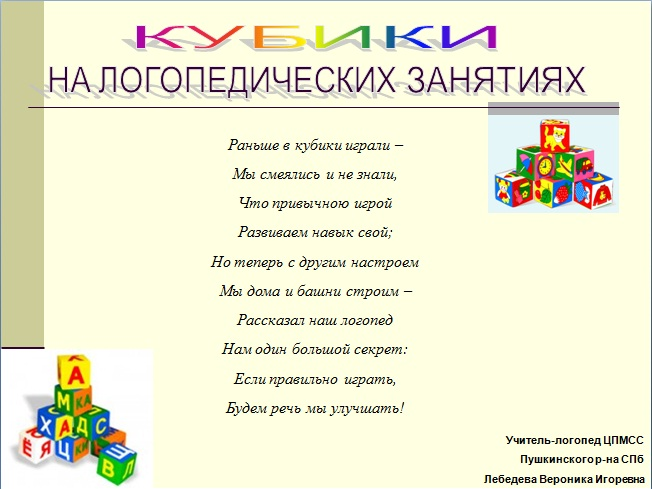 КУБИКИ
НА ЛОГОПЕДИЧЕСКИХ ЗАНЯТИЯХ
Раньше в кубики играли –
Мы смеялись и не знали,
Что привычною игрой
Развиваем навык свой;
Но теперь с другим настроем
Мы дома и башни строим –
Рассказал наш логопед
Нам один большой секрет:
Если правильно играть,
Будем речь мы улучшать!
А
М КА
Х А Д С
Ё Я Ц КИ Ш В Л
Учитель-логопед ЦПМСС
Пушкинского р-на СПб
Лебедева Вероника Игоревна